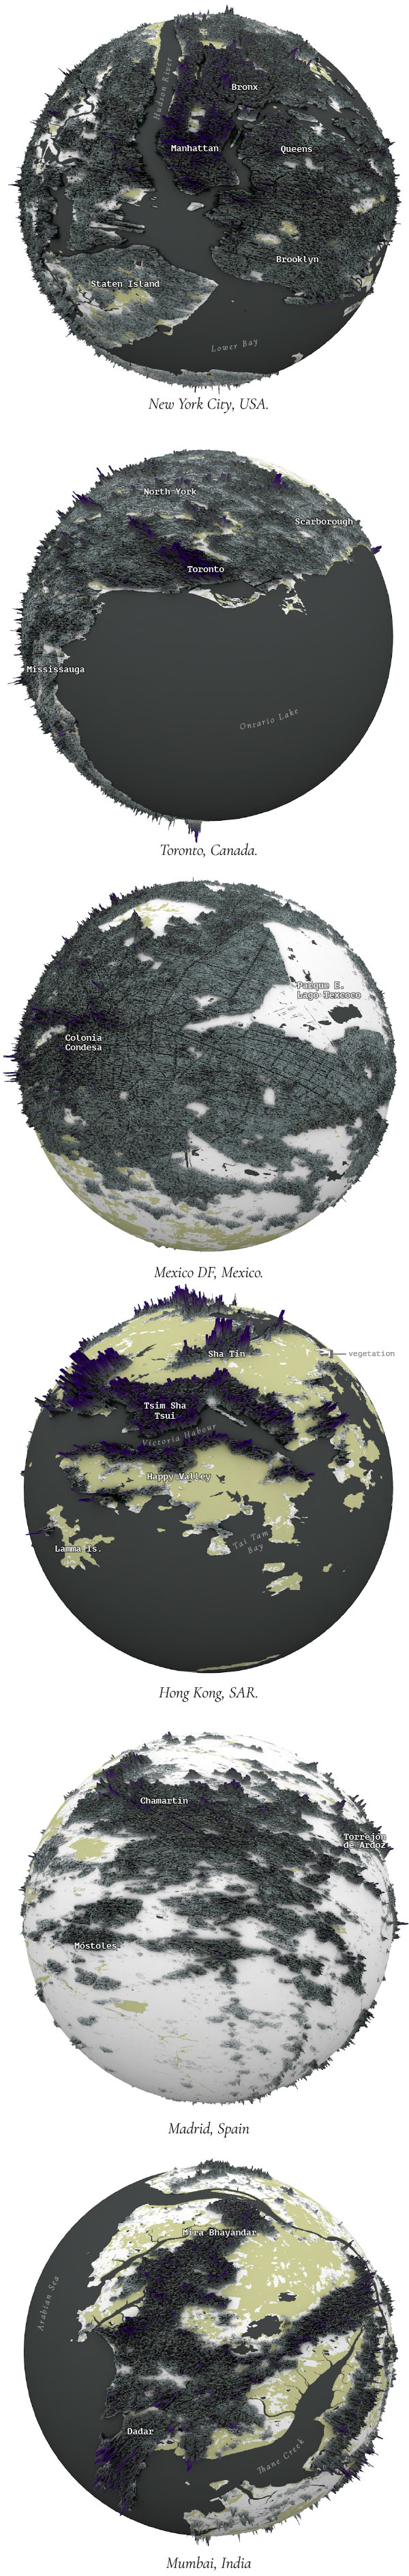 Hudson River
Bronx
Manhattan
Queens
Brooklyn
Staten Island
Lower Bay
New York City, USA.
North York
Scarborough
Toronto
Mississauga
Ontario Lake
Toronto, Canada.
Parque E.
Lago Texcoco
Colonia
Condesa
Mexico DF, Mexico.
Sha Tin
vegetation
Tsim Sha
Tsui
Victoria Habour
Happy Valley
Tai Tam
Bay
Lamma Is.
Hong Kong, SAR.
Chamartín
Torrejón
de Ardoz
Móstoles
Madrid, Spain
Mira Bhayandar
Arabian Sea
Dadar
Thane Creek
Mumbai, India